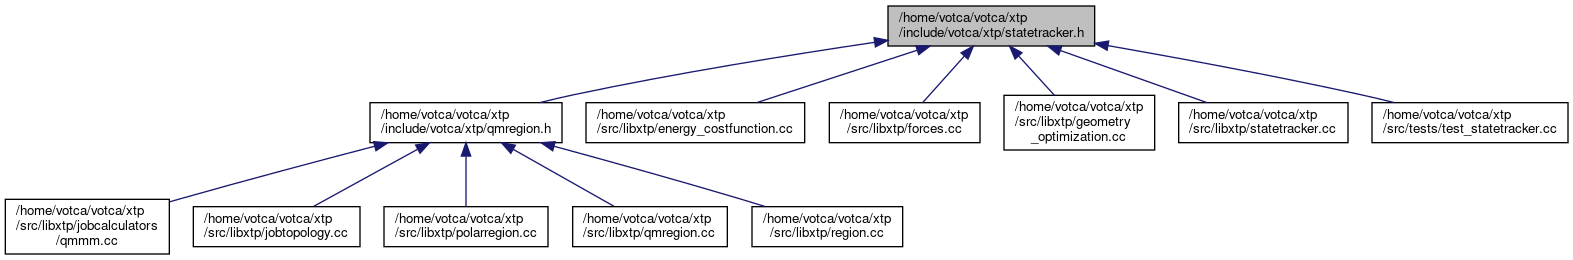 /home/votca/votca/xtp
/include/votca/xtp/statetracker.h
/home/votca/votca/xtp
/include/votca/xtp/qmregion.h
/home/votca/votca/xtp
/src/libxtp/energy_costfunction.cc
/home/votca/votca/xtp
/src/libxtp/forces.cc
/home/votca/votca/xtp
/src/libxtp/geometry
_optimization.cc
/home/votca/votca/xtp
/src/libxtp/statetracker.cc
/home/votca/votca/xtp
/src/tests/test_statetracker.cc
/home/votca/votca/xtp
/src/libxtp/jobcalculators
/qmmm.cc
/home/votca/votca/xtp
/src/libxtp/jobtopology.cc
/home/votca/votca/xtp
/src/libxtp/polarregion.cc
/home/votca/votca/xtp
/src/libxtp/qmregion.cc
/home/votca/votca/xtp
/src/libxtp/region.cc